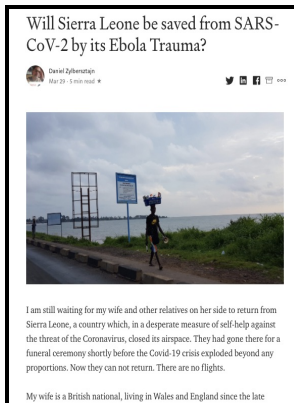 Will Sierra Leone be saved from SARS-
CoV-2 by its Ebola Trauma?
Daniel Zylbersztajn
Mar 29 · 5 min read
I am still waiting for my wife and other relatives on her side to return from
Sierra Leone, a country which, in a desperate measure of self-help against
the threat of the Coronavirus, closed its airspace. They had gone there for a
funeral ceremony shortly before the Covid-19 crisis exploded beyond any
proportions. Now they can not return. There are no flights.
My wife is a British national, living in Wales and England since the late